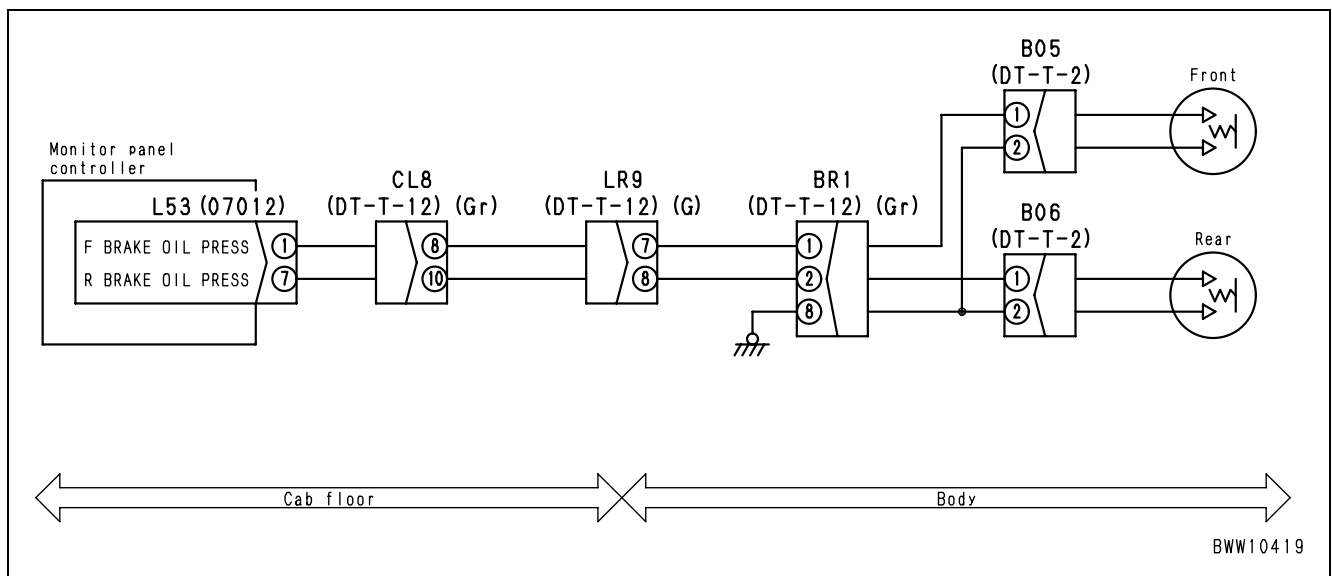 B05
(DT-T-2)
Front
Monitor panel
controller
L53 (07012)
CL8
(DT-T-12) (Gr)
LR9
(DT-T-12) (G)
BR1
(DT-T-12) (Gr)
1
2
F BRAKE OIL PRESS 1
R BRAKE OIL PRESS 7
8
10
7
8
1
2
8
B06
(DT-T-2)
Rear
1
2
Cab floor
Body
BWW10419